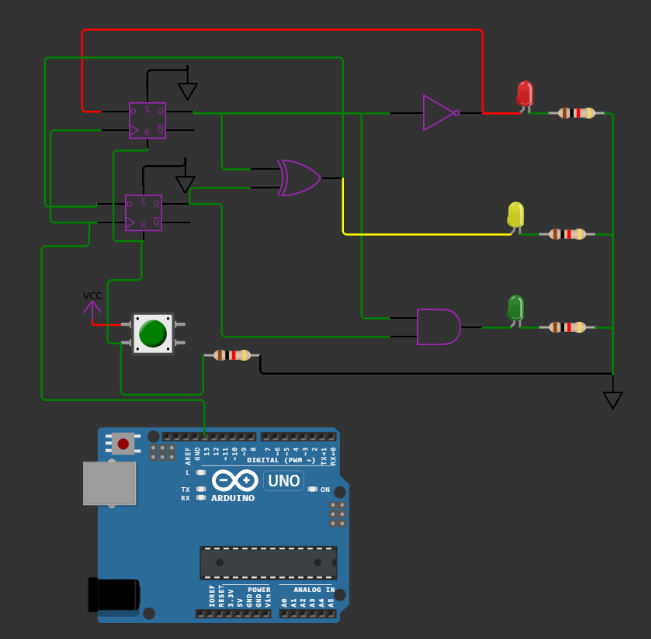 D S Q
R Q̅
D S Q
R Q̅
VCC
AREF GND 13 12 ~11 ~10 ~9 8 7 ~6 ~5 4 ~3 2 TX→1 RX←0
DIGITAL (PWM ~)
L
TX
RX
UNO
ON
ARDUINO
POWER
ANALOG IN
IOREF RESET 3.3V 5V GND GND Vin A0 A1 A2 A3 A4 A5